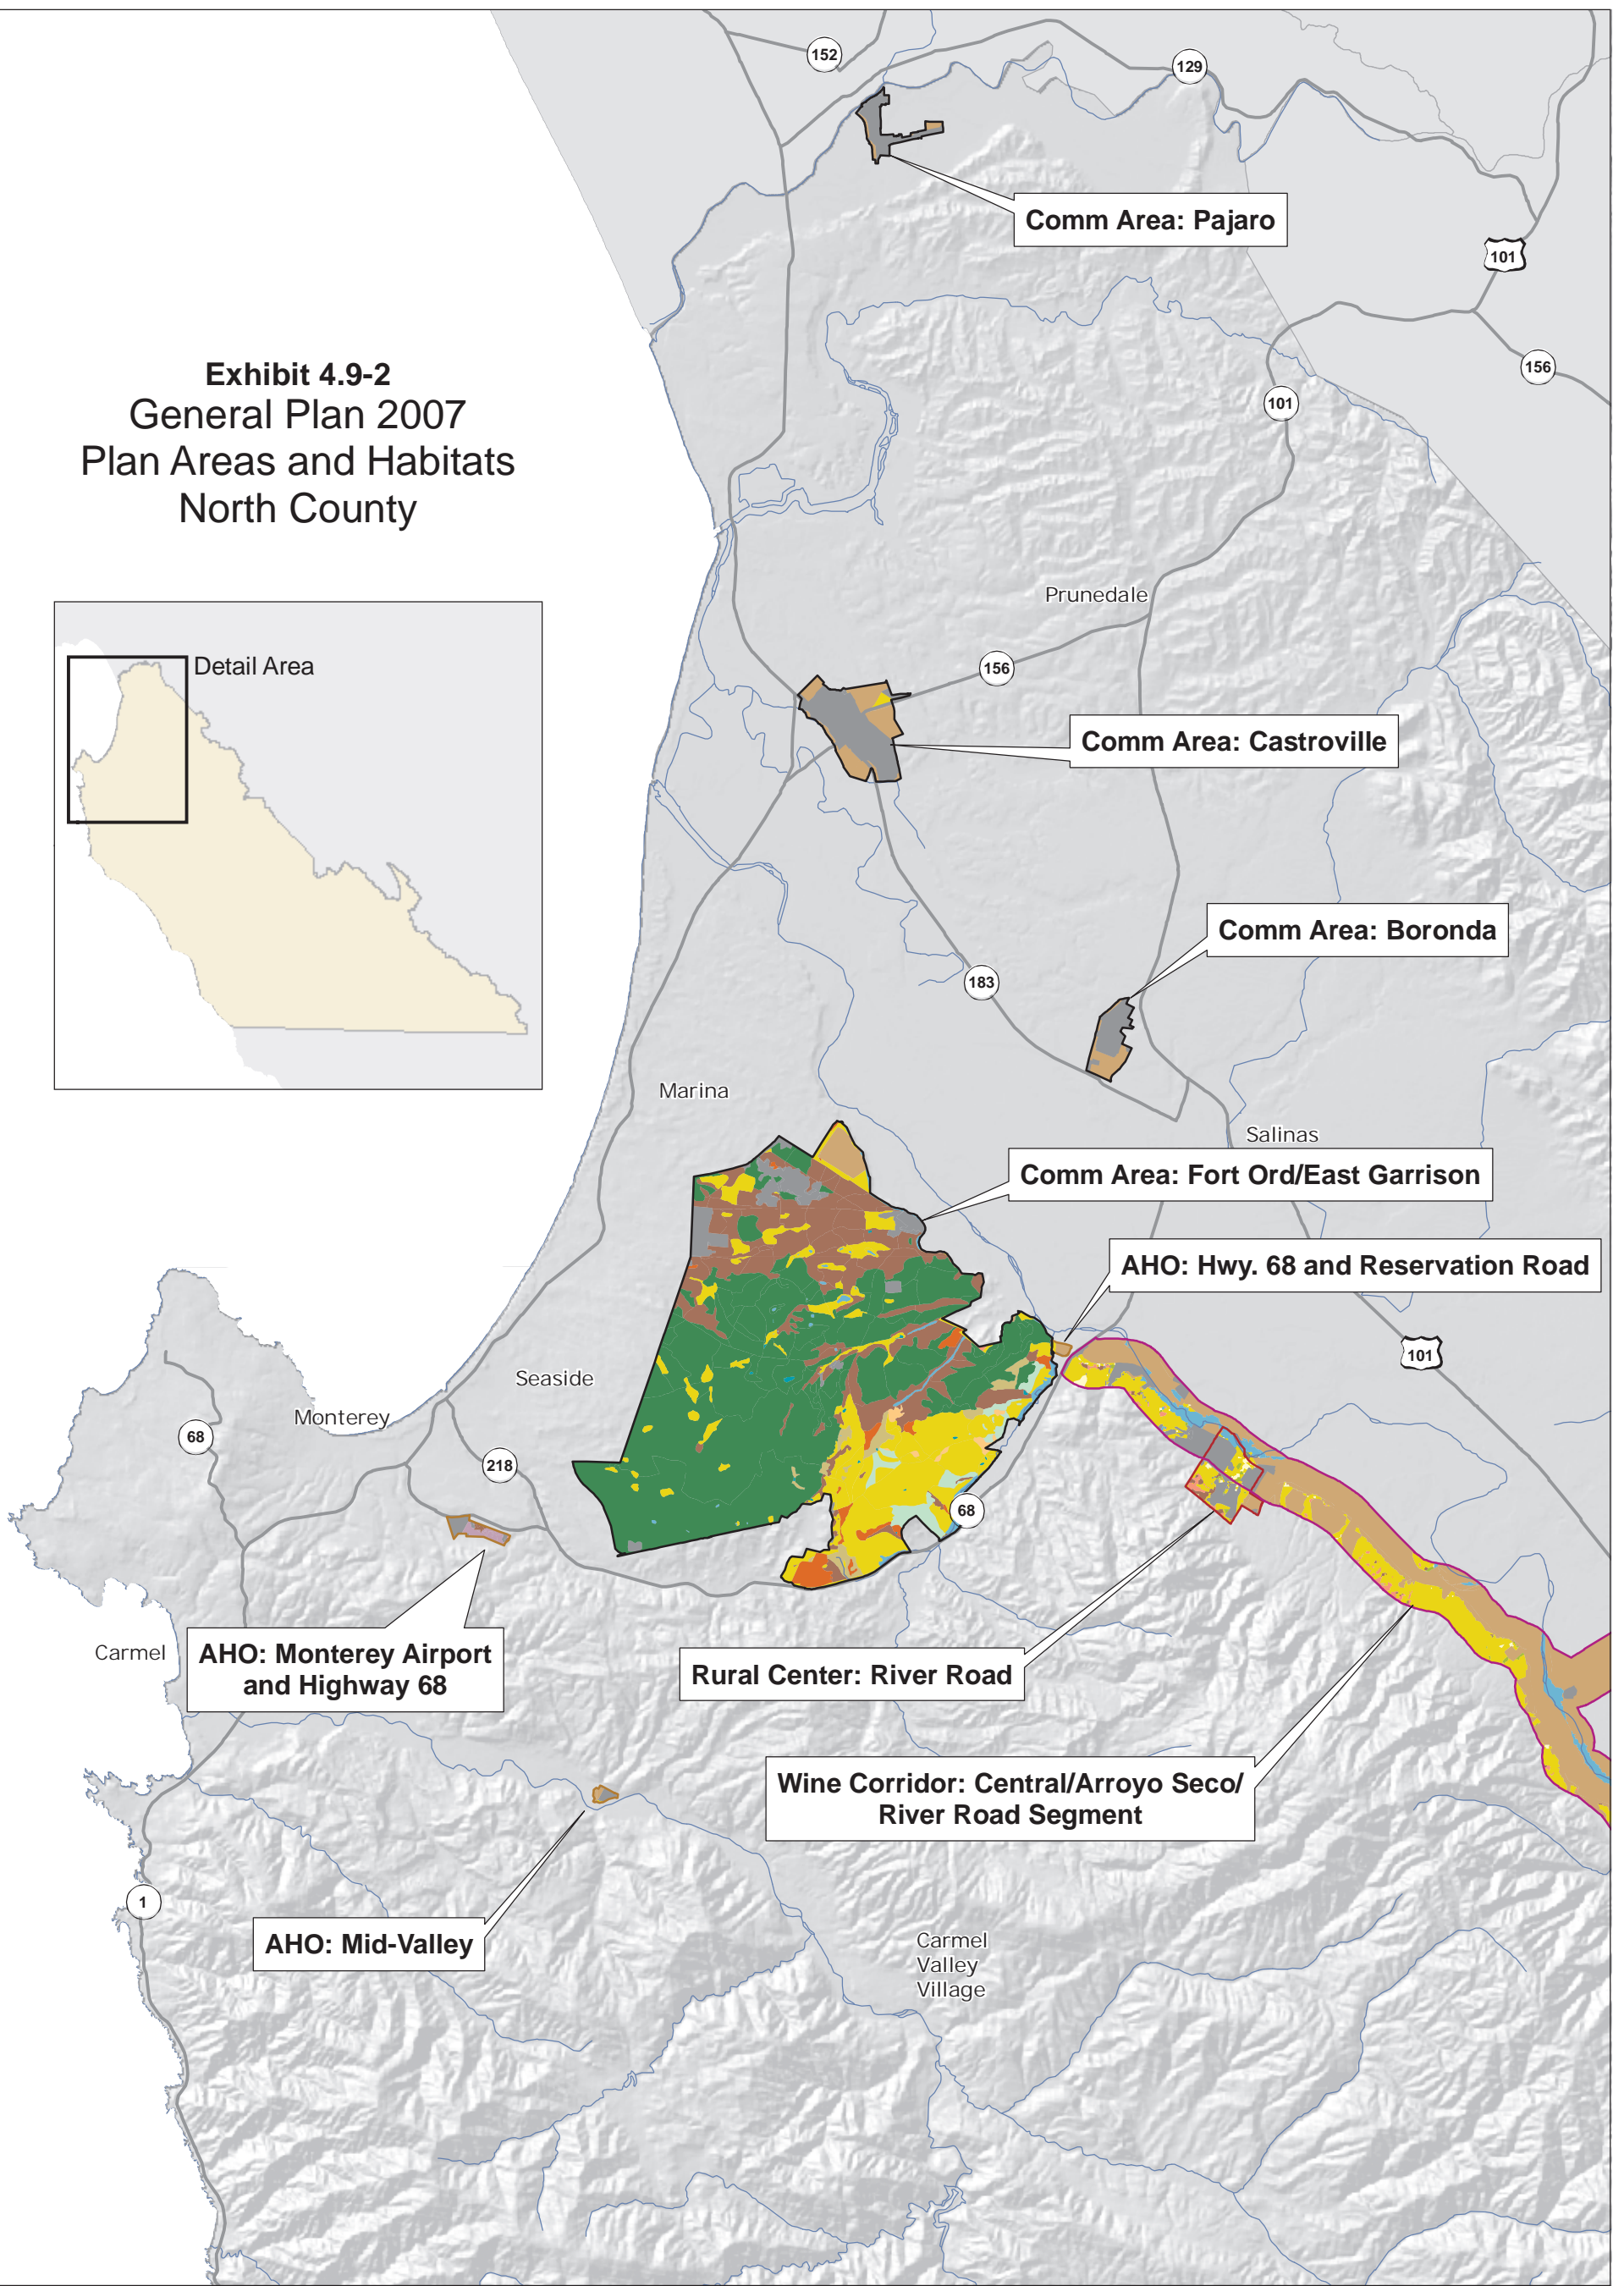 152
129
Comm Area: Pajaro
101
Exhibit 4.9-2
General Plan 2007
Plan Areas and Habitats
North County
156
101
Prunedale
Detail Area
156
Comm Area: Castroville
Comm Area: Boronda
183
Marina
Salinas
Comm Area: Fort Ord/East Garrison
AHO: Hwy. 68 and Reservation Road
101
Seaside
Monterey
68
218
68
Carmel
AHO: Monterey Airport
and Highway 68
Rural Center: River Road
Wine Corridor: Central/Arroyo Seco/
River Road Segment
1
AHO: Mid-Valley
Carmel
Valley
Village